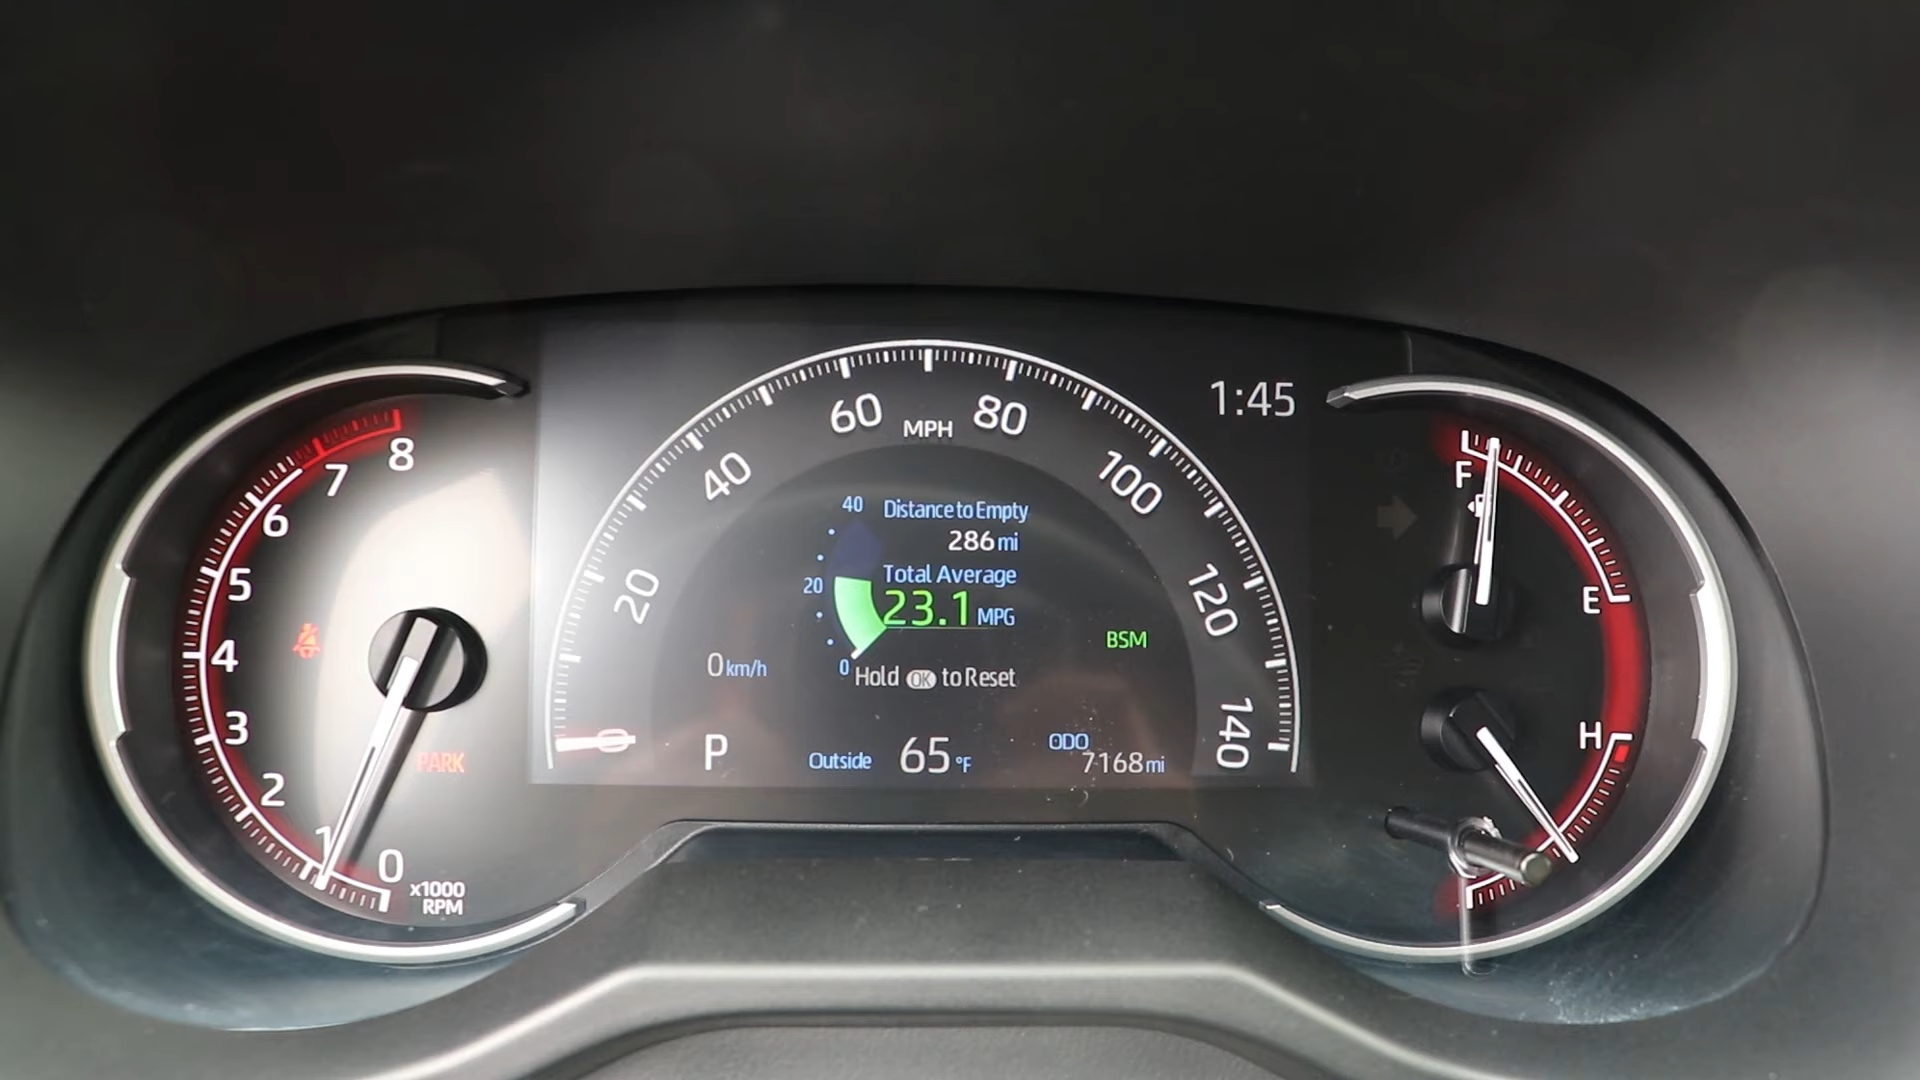 8
7
6
5
4
3
2
1
0
x1000
RPM
PARK
0
20
40
60
MPH
80
100
120
140
1:45
40
20
0
Distance to Empty
286 mi
Total Average
23.1 MPG
Hold OK to Reset
BSM
0 km/h
P
Outside 65 °F
ODO
7168 mi
F
E
H